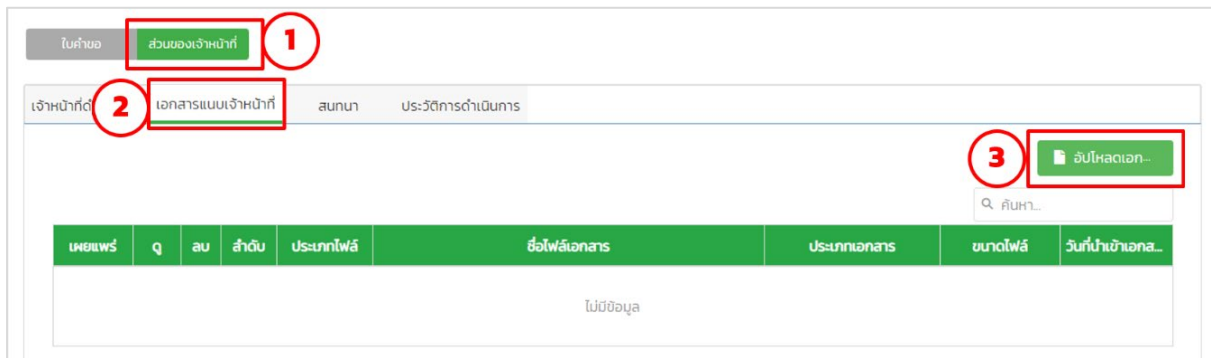 ใบคำขอ ส่วนของเจ้าหน้าที่ 1
เจ้าหน้าที่ 2 เอกสารแนบเจ้าหน้าที่ สนทนา ประวัติการดำเนินการ
3 อัปโหลดเอก...
ค้นหา...
เผยแพร่ ดู ลบ ลำดับ ประเภทไฟล์ ชื่อไฟล์เอกสาร ประเภทเอกสาร ขนาดไฟล์ วันที่นำเข้าเอกส...
ไม่มีข้อมูล